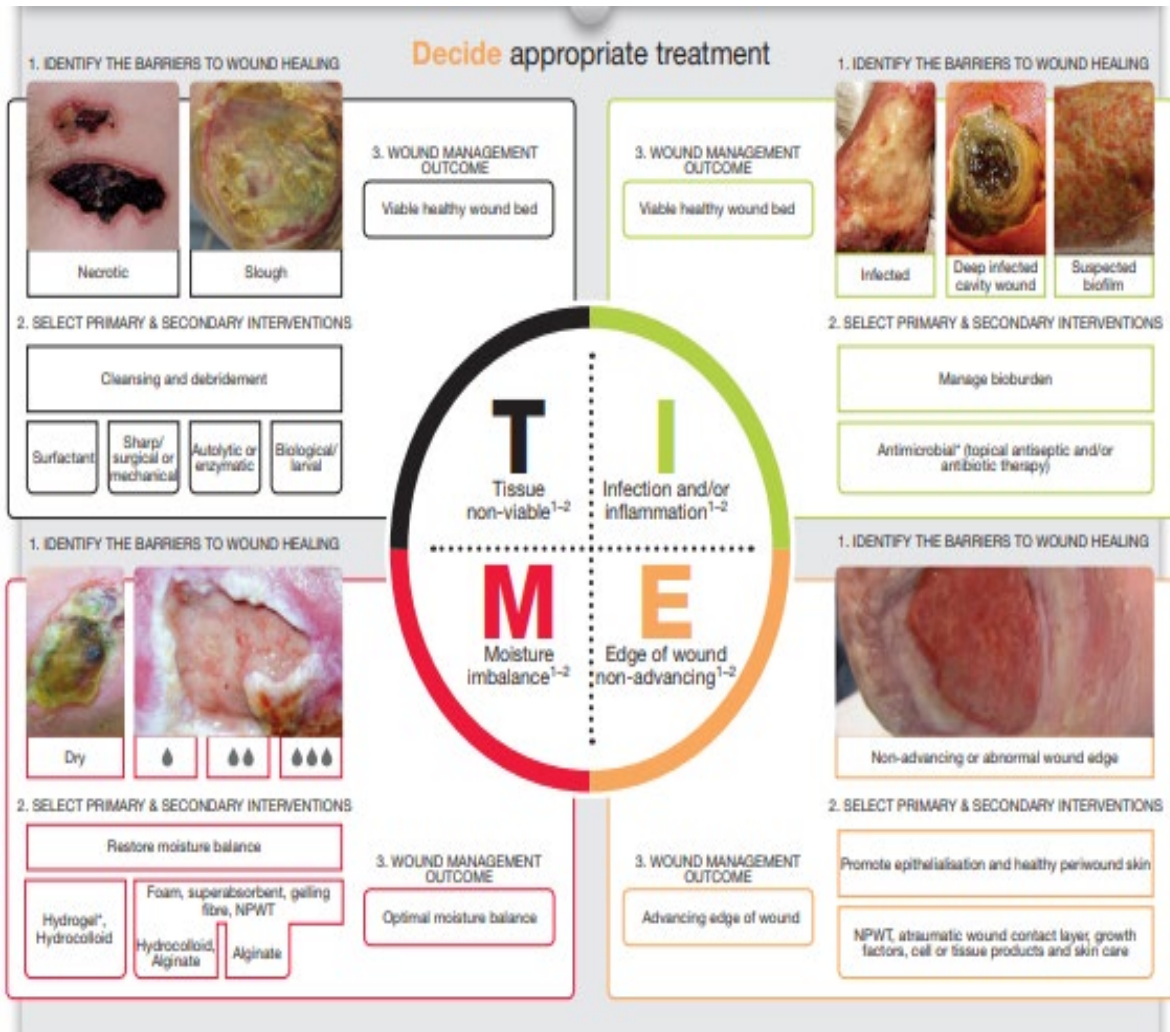 Decide appropriate treatment
1. IDENTIFY THE BARRIERS TO WOUND HEALING
Necrotic
Slough
2. SELECT PRIMARY & SECONDARY INTERVENTIONS
Cleansing and debridement
Surfactant
Sharp/
surgical or
mechanical
Autolytic or
enzymatic
Biological/
larval
3. WOUND MANAGEMENT
OUTCOME
Viable healthy wound bed
1. IDENTIFY THE BARRIERS TO WOUND HEALING
Infected
Deep infected
cavity wound
Suspected
biofilm
2. SELECT PRIMARY & SECONDARY INTERVENTIONS
Manage bioburden
Antimicrobial* (topical antiseptic and/or
antibiotic therapy)
3. WOUND MANAGEMENT
OUTCOME
Viable healthy wound bed
T
Tissue
non-viable1–2
I
Infection and/or
inflammation1–2
M
Moisture
imbalance1–2
E
Edge of wound
non-advancing1–2
1. IDENTIFY THE BARRIERS TO WOUND HEALING
Dry
2. SELECT PRIMARY & SECONDARY INTERVENTIONS
Restore moisture balance
Hydrogel*,
Hydrocolloid
Foam, superabsorbent, gelling
fibre, NPWT
Hydrocolloid,
Alginate
Alginate
3. WOUND MANAGEMENT
OUTCOME
Optimal moisture balance
1. IDENTIFY THE BARRIERS TO WOUND HEALING
Non-advancing or abnormal wound edge
2. SELECT PRIMARY & SECONDARY INTERVENTIONS
Promote epithelialisation and healthy periwound skin
NPWT, atraumatic wound contact layer, growth
factors, cell or tissue products and skin care
3. WOUND MANAGEMENT
OUTCOME
Advancing edge of wound